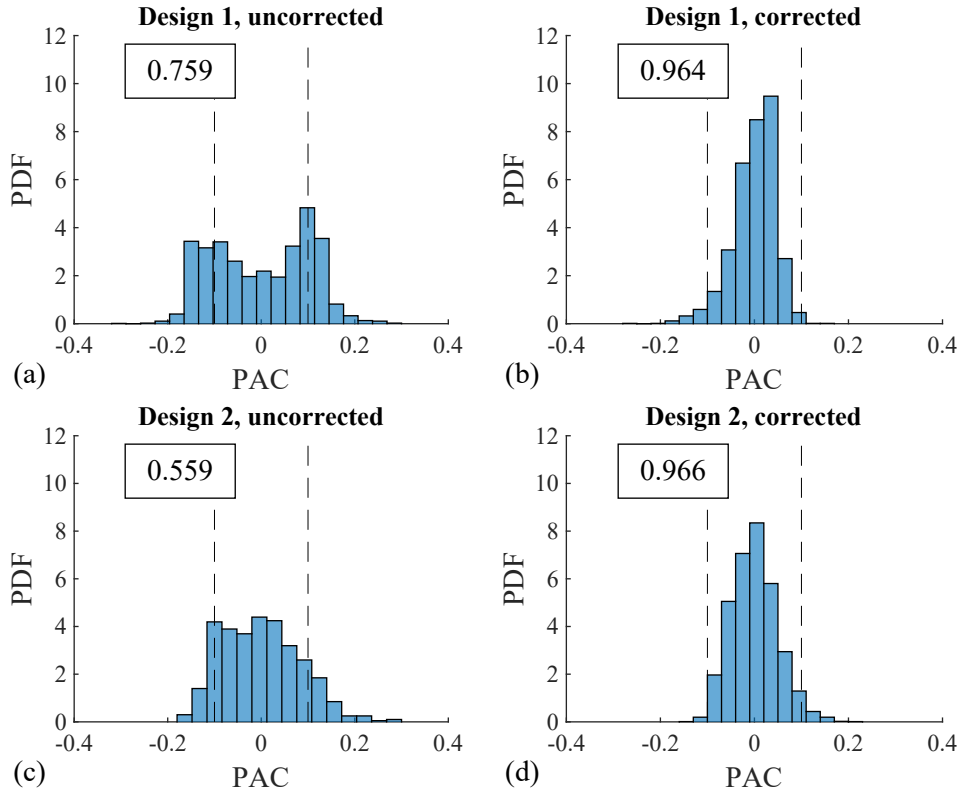 Design 1, uncorrected
12
10
8
6
4
2
0
0.759
PDF
-0.4 -0.2 0 0.2 0.4
(a)
PAC
Design 1, corrected
12
10
8
6
4
2
0
0.964
PDF
-0.4 -0.2 0 0.2 0.4
(b)
PAC
Design 2, uncorrected
12
10
8
6
4
2
0
0.559
PDF
-0.4 -0.2 0 0.2 0.4
(c)
PAC
Design 2, corrected
12
10
8
6
4
2
0
0.966
PDF
-0.4 -0.2 0 0.2 0.4
(d)
PAC